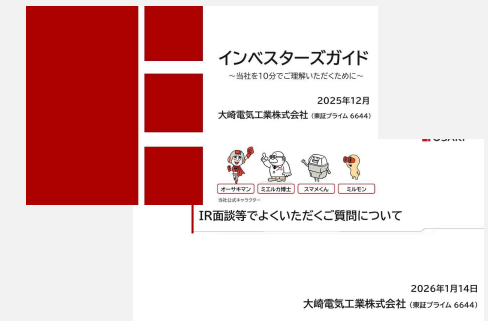 インベスターズガイド
～当社を10分でご理解いただくために～
2025年12月
大崎電気工業株式会社 (東証プライム 6644)
オーサキマン ミエルカ博士 スマメくん ミルモン
当社公式キャラクター
IR面談等でよくいただくご質問について
2026年1月14日
大崎電気工業株式会社 (東証プライム 6644)